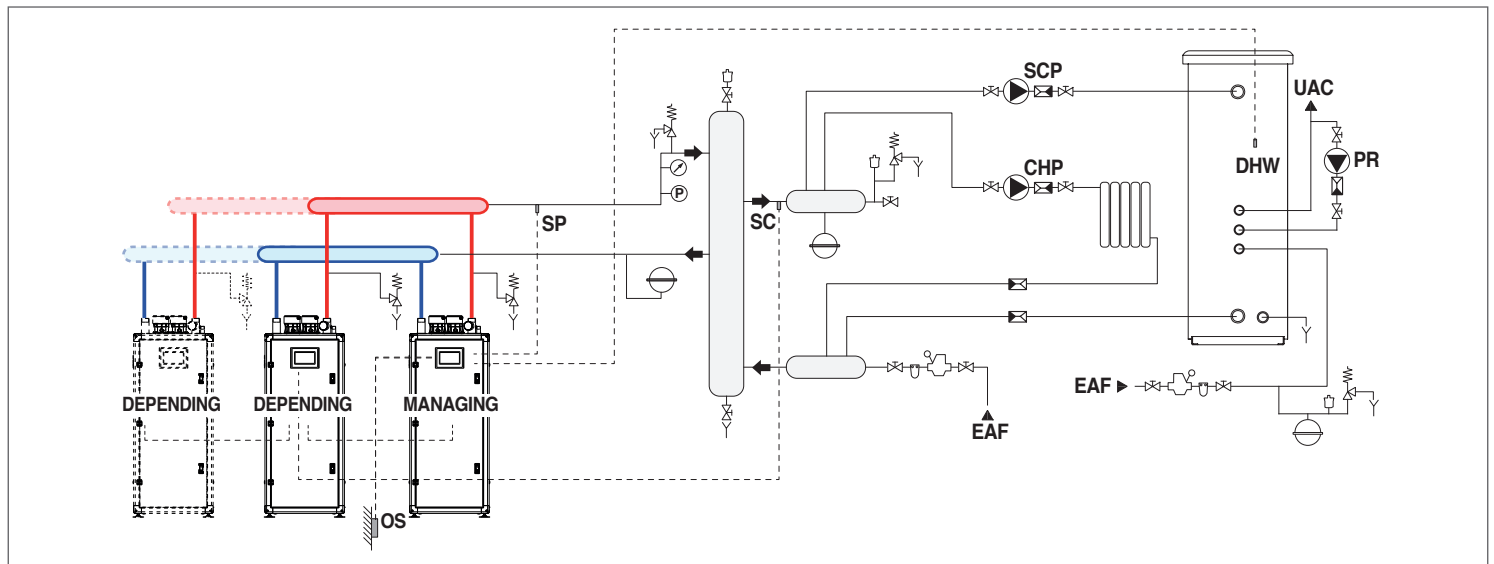 SCP
UAC
CHP
DHW
PR
P
SP
SC
DEPENDING
DEPENDING
MANAGING
EAF
EAF
OS